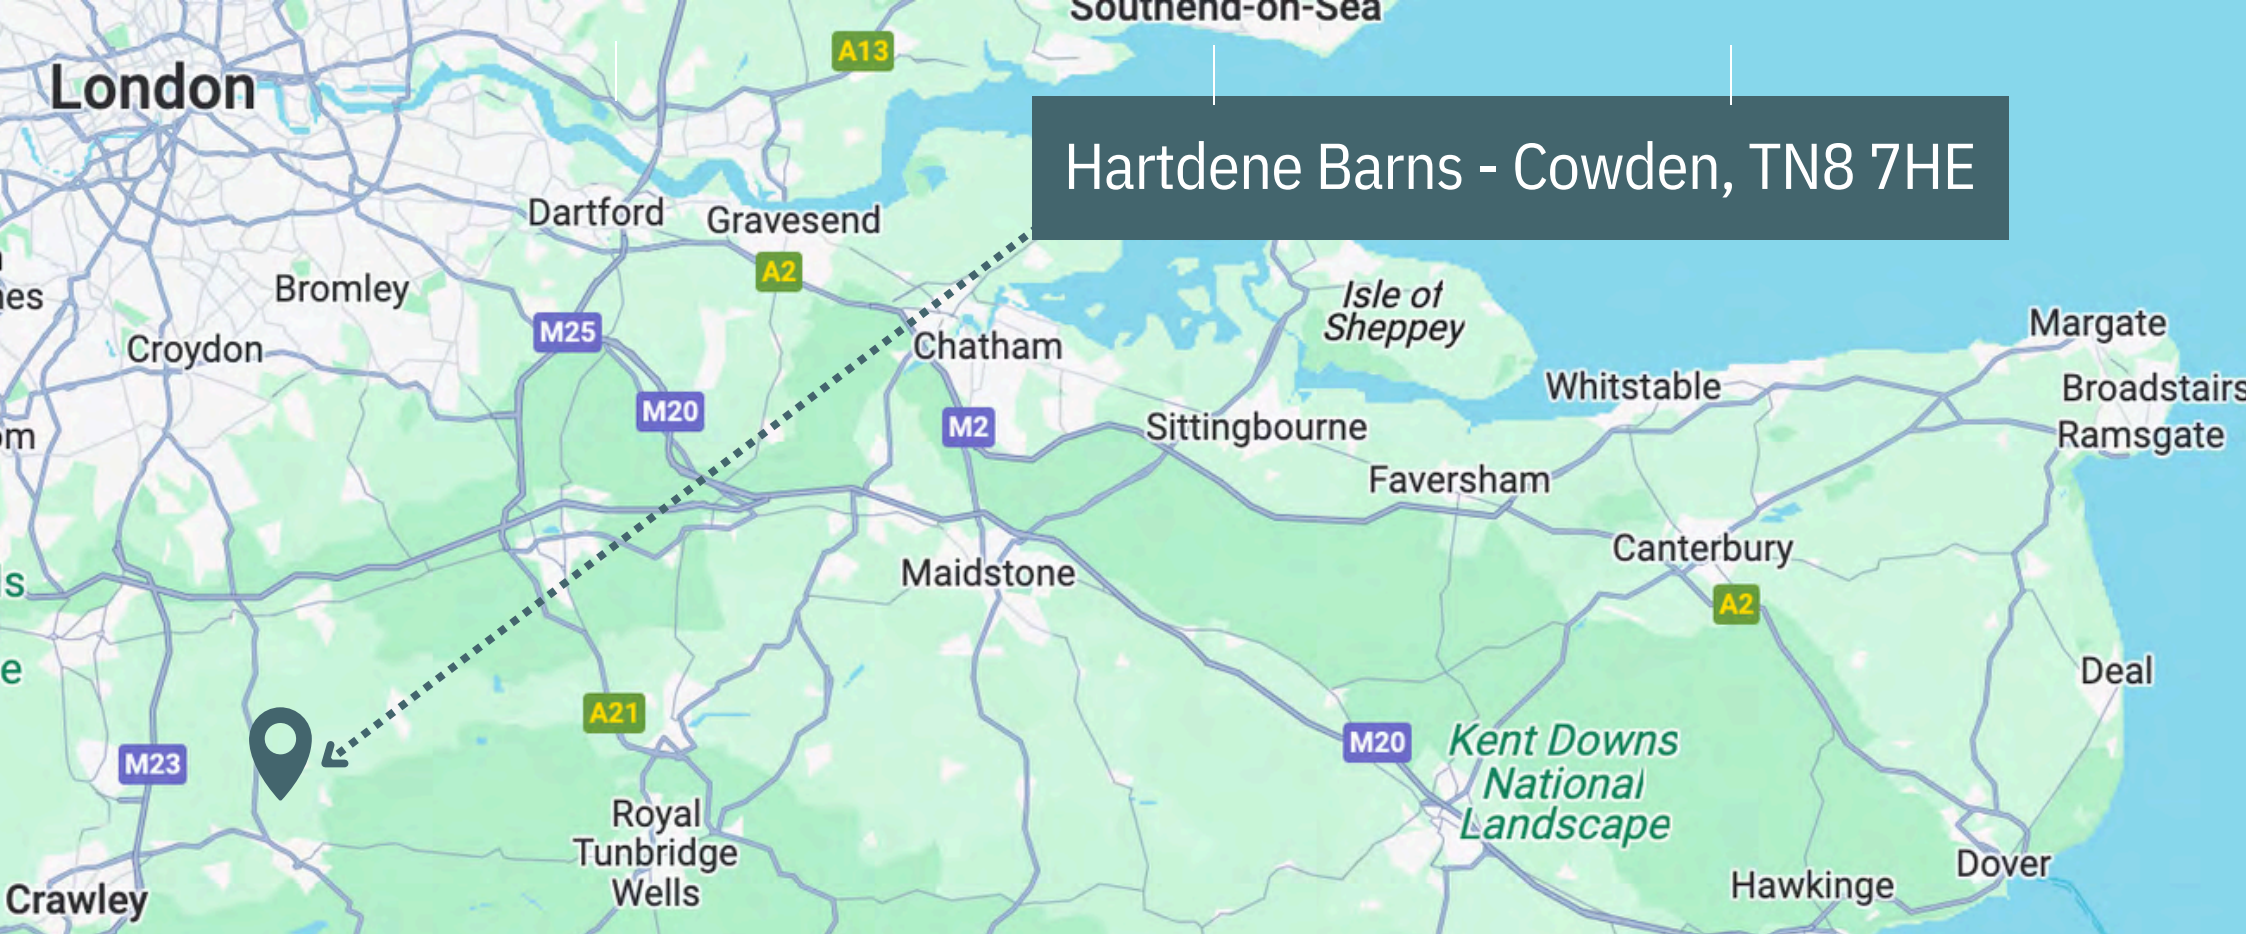 Southend-on-Sea
A13
London
Hartdene Barns - Cowden, TN8 7HE
Dartford
Gravesend
A2
Bromley
Isle of
Sheppey
M25
Croydon
Chatham
Margate
Whitstable
Broadstairs
M20
M2
Sittingbourne
Ramsgate
Faversham
Canterbury
Maidstone
A2
Deal
A21
M20
Kent Downs
National
Landscape
M23
Royal
Tunbridge
Wells
Dover
Hawkinge
Crawley